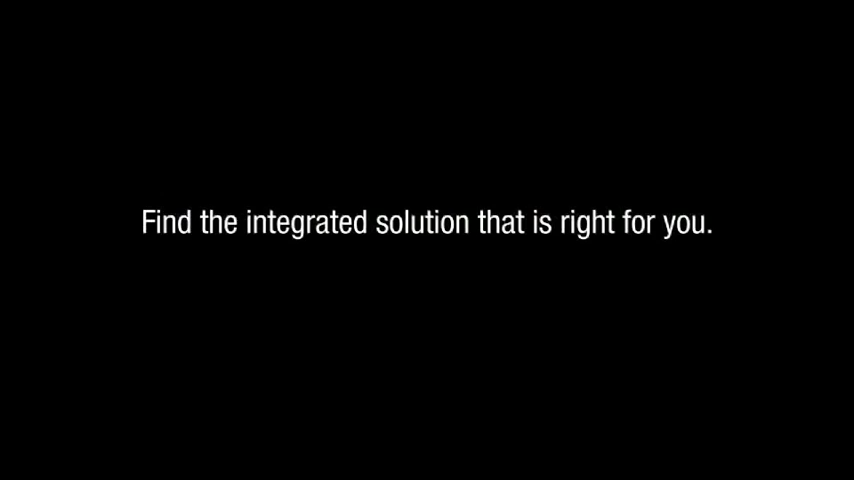 Find the integrated solution that is right for you.